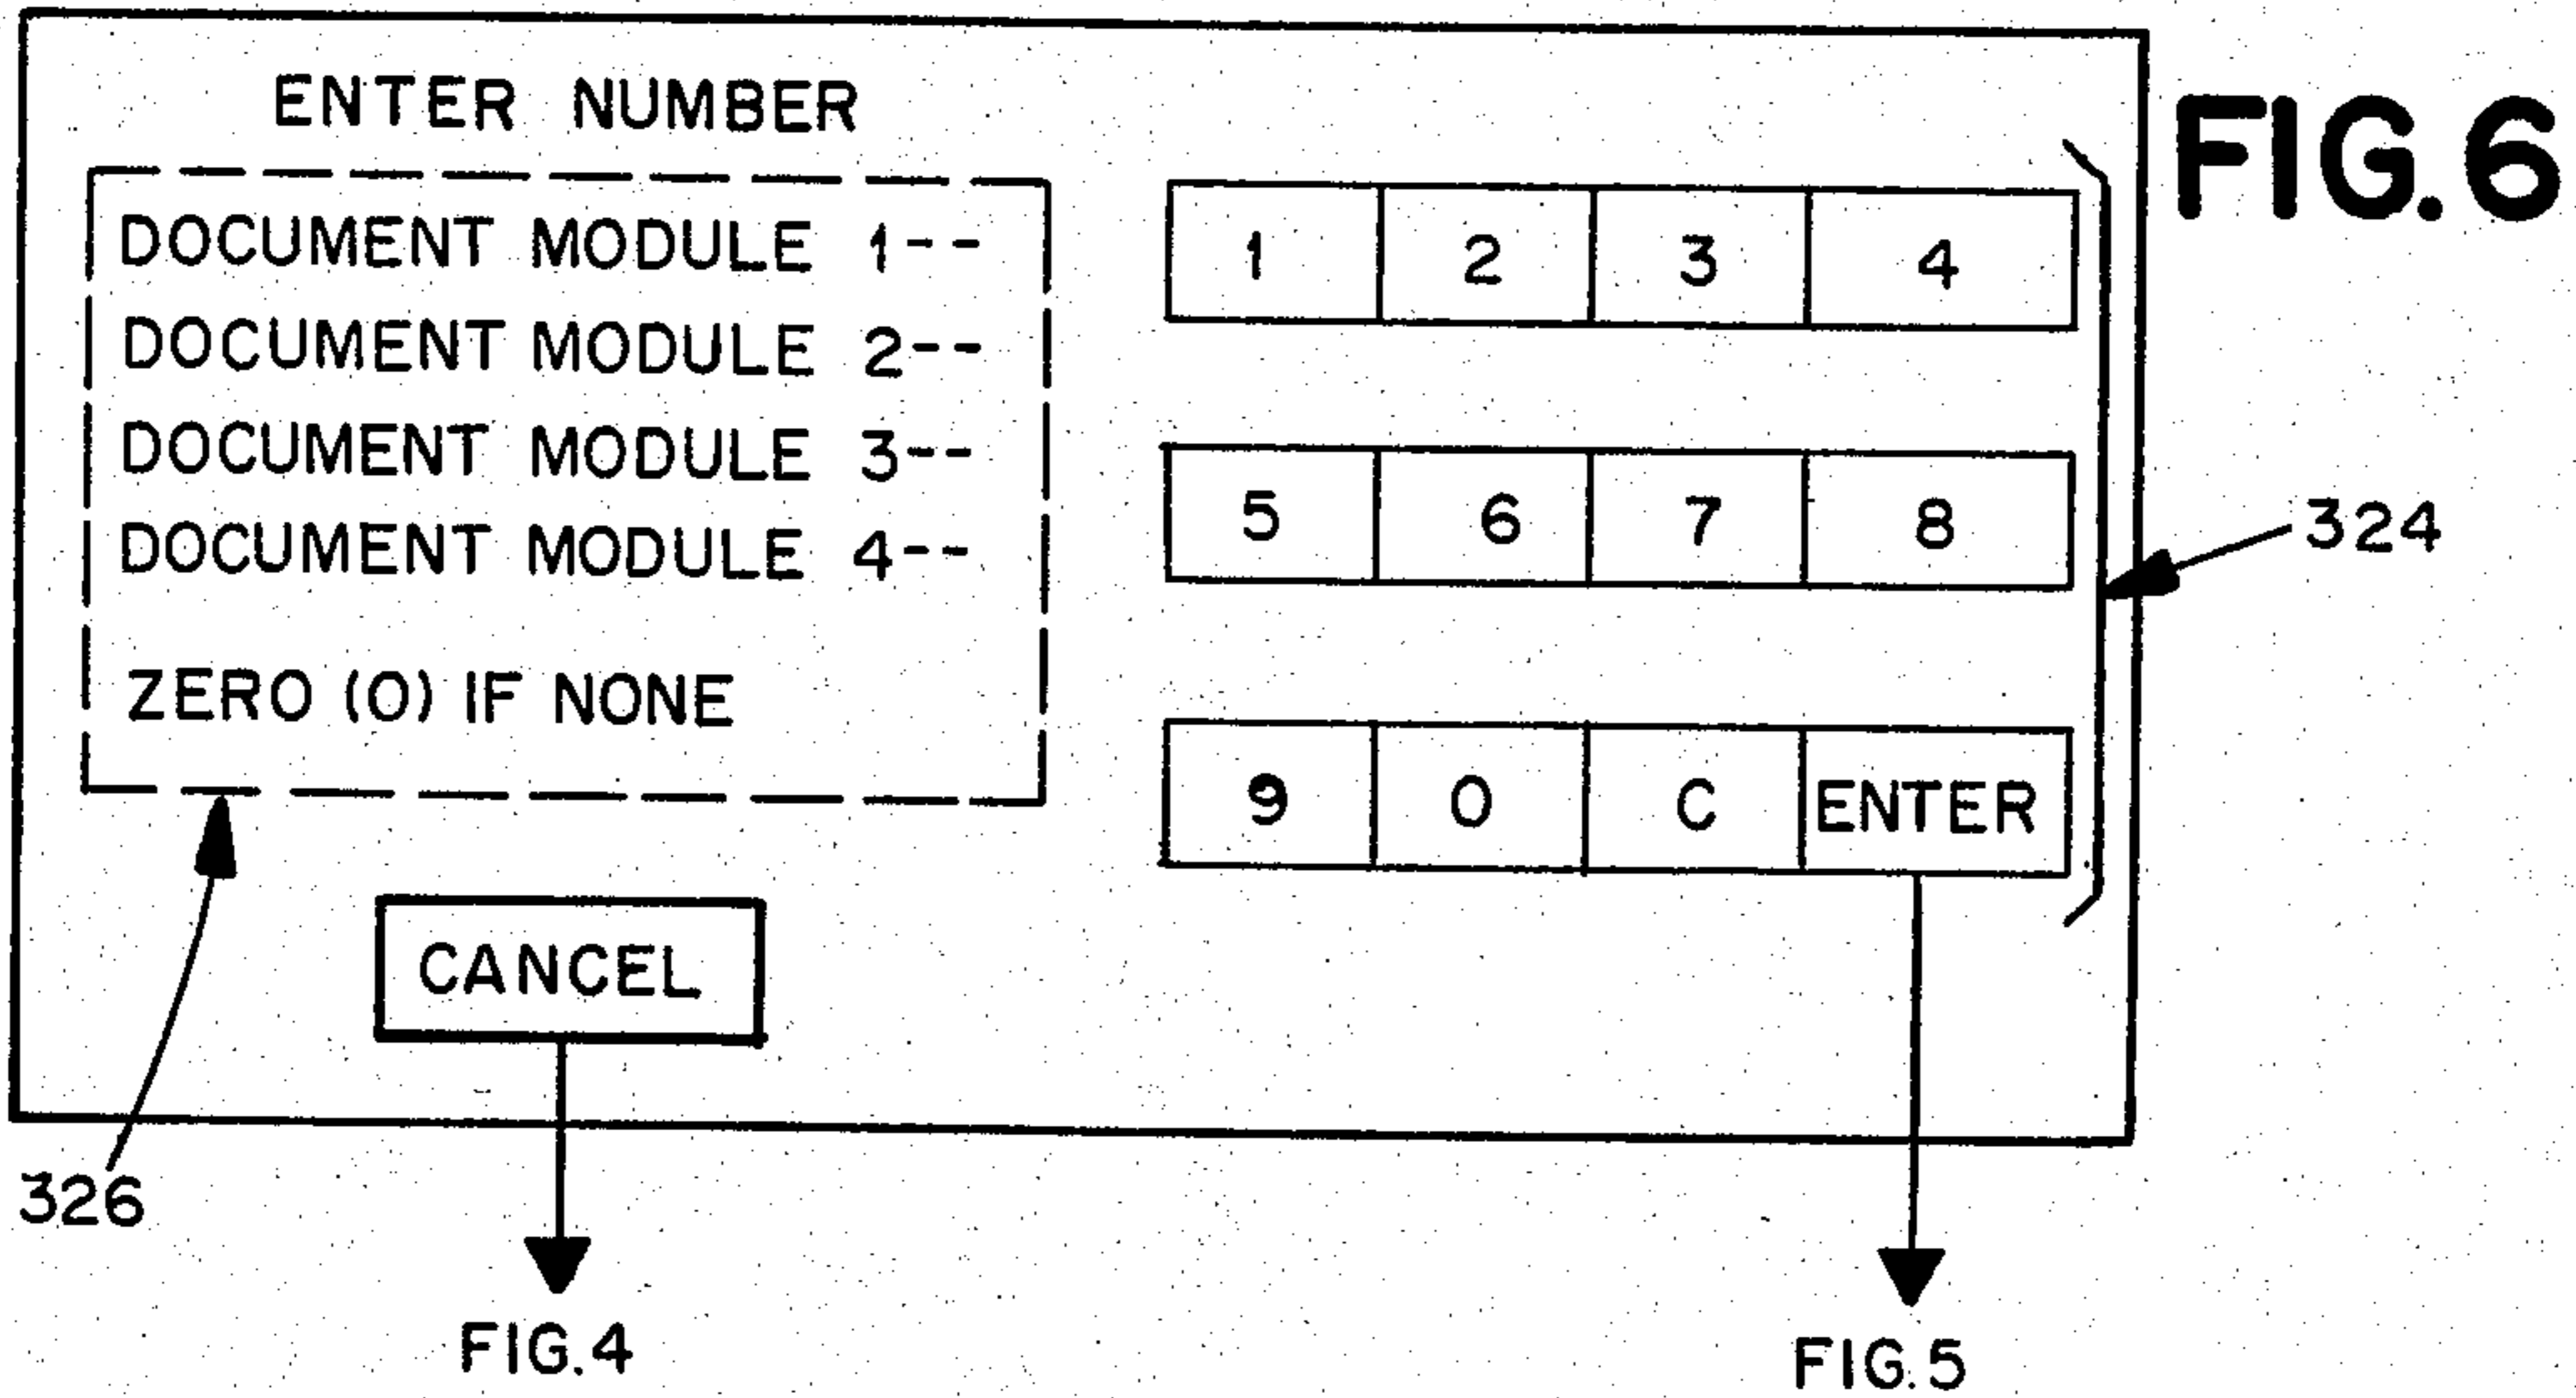 FIG.6
ENTER NUMBER
DOCUMENT MODULE 1--
DOCUMENT MODULE 2--
DOCUMENT MODULE 3--
DOCUMENT MODULE 4--
ZERO (0) IF NONE
1 2 3 4
5 6 7 8
9 0 C ENTER
324
CANCEL
326
FIG.4
FIG.5